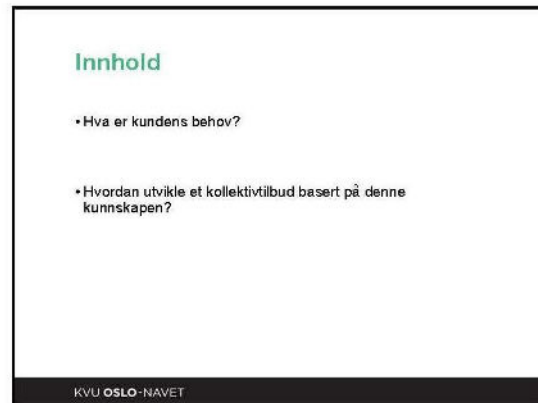 Innhold
• Hva er kundens behov?
• Hvordan utvikle et kollektivtilbud basert på denne
kunnskapen?
KVU OSLO-NAVET